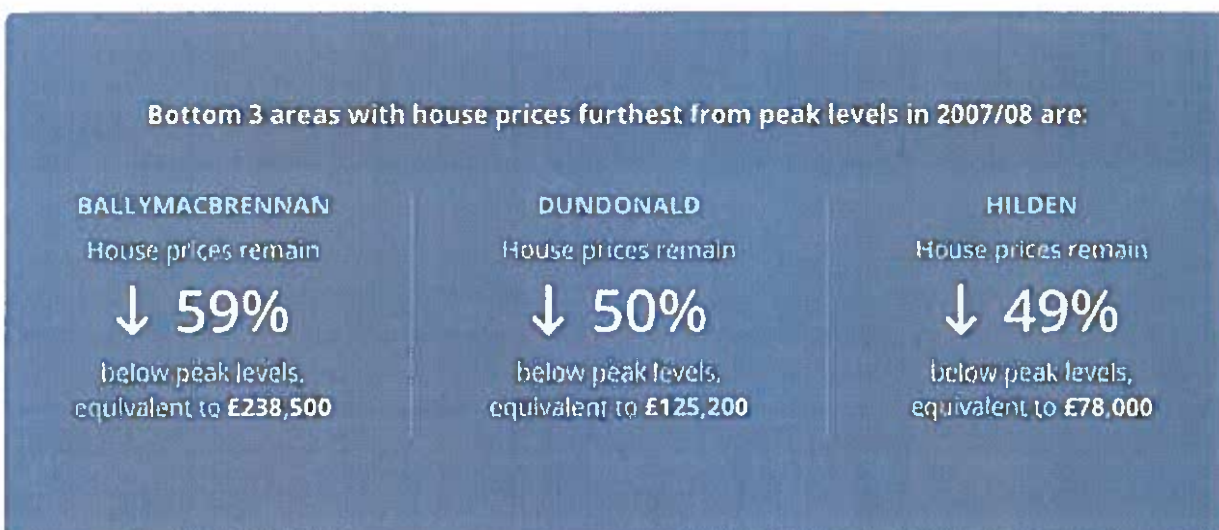 Bottom 3 areas with house prices furthest from peak levels in 2007/08 are:
BALLYMACBRENNAN
House prices remain
↓ 59%
below peak levels,
equivalent to £238,500
DUNDONALD
House prices remain
↓ 50%
below peak levels,
equivalent to £125,200
HILDEN
House prices remain
↓ 49%
below peak levels,
equivalent to £78,000